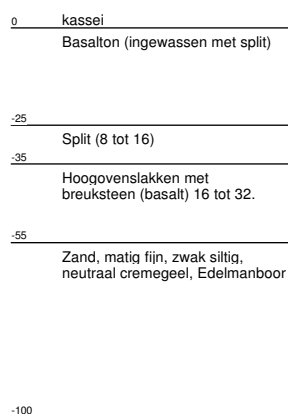 0 kassei
Basalton (ingewassen met split)
-25
Split (8 tot 16)
-35
Hoogovenslakken met
breuksteen (basalt) 16 tot 32.
-55
Zand, matig fijn, zwak siltig,
neutraal cremegeel, Edelmanboor
-100